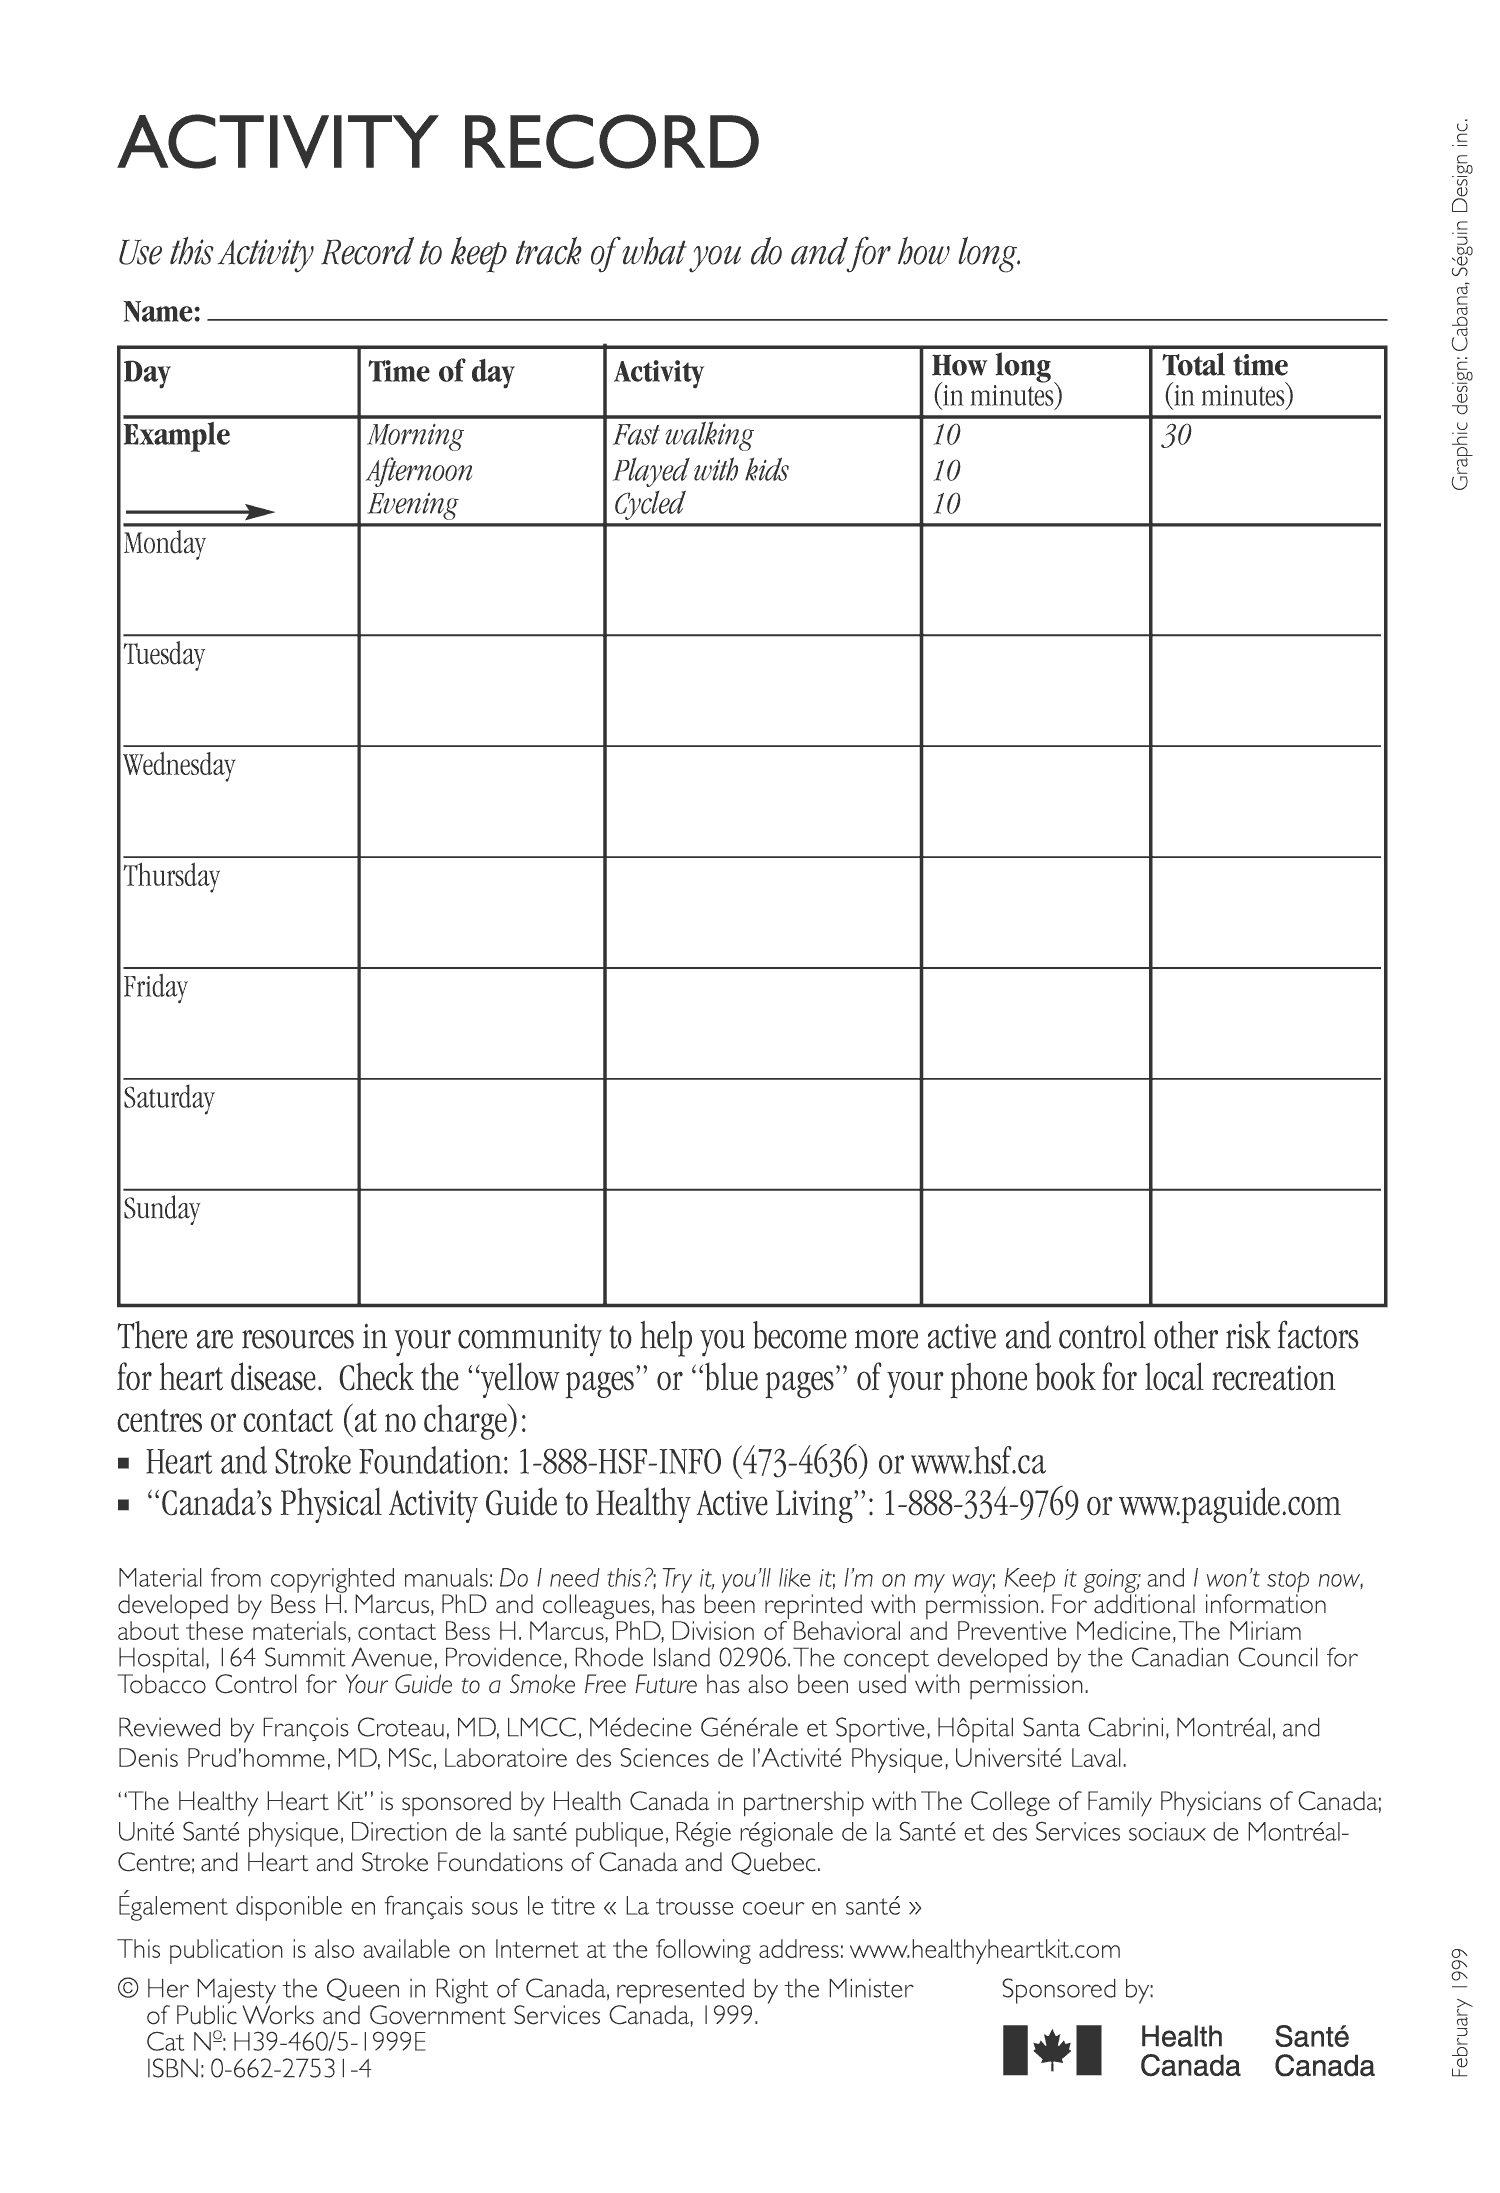 ACTIVITY RECORD
Use this Activity Record to keep track of what you do and for how long.
Name:
Day Time of day Activity How long (in minutes) Total time (in minutes)
Example Morning Fast walking 10 30
Afternoon Played with kids 10
Evening Cycled 10
Monday
Tuesday
Wednesday
Thursday
Friday
Saturday
Sunday
There are resources in your community to help you become more active and control other risk factors
for heart disease. Check the “yellow pages” or “blue pages” of your phone book for local recreation
centres or contact (at no charge):
▪ Heart and Stroke Foundation: 1-888-HSF-INFO (473-4636) or www.hsf.ca
▪ “Canada’s Physical Activity Guide to Healthy Active Living”: 1-888-334-9769 or www.paguide.com
Material from copyrighted manuals: Do I need this?; Try it, you’ll like it; I’m on my way; Keep it going; and I won’t stop now,
developed by Bess H. Marcus, PhD and colleagues, has been reprinted with permission. For additional information
about these materials, contact Bess H. Marcus, PhD, Division of Behavioral and Preventive Medicine, The Miriam
Hospital, 164 Summit Avenue, Providence, Rhode Island 02906. The concept developed by the Canadian Council for
Tobacco Control for Your Guide to a Smoke Free Future has also been used with permission.
Reviewed by François Croteau, MD, LMCC, Médecine Générale et Sportive, Hôpital Santa Cabrini, Montréal, and
Denis Prud’homme, MD, MSc, Laboratoire des Sciences de l’Activité Physique, Université Laval.
“The Healthy Heart Kit” is sponsored by Health Canada in partnership with The College of Family Physicians of Canada;
Unité Santé physique, Direction de la santé publique, Régie régionale de la Santé et des Services sociaux de Montréal-
Centre; and Heart and Stroke Foundations of Canada and Quebec.
Également disponible en français sous le titre « La trousse coeur en santé »
This publication is also available on Internet at the following address: www.healthyheartkit.com
© Her Majesty the Queen in Right of Canada, represented by the Minister
of Public Works and Government Services Canada, 1999.
Cat Nº: H39-460/5-1999E
ISBN: 0-662-27531-4
Sponsored by:
Health Canada
Santé Canada
Graphic design: Cabana, Séguin Design inc.
February 1999